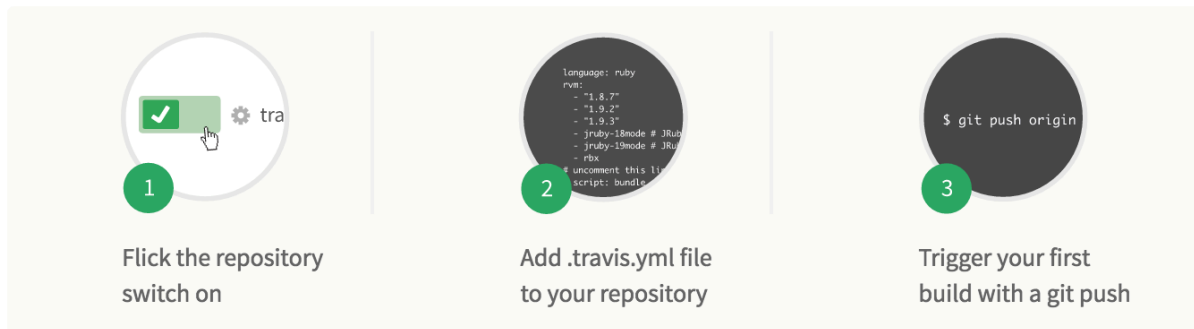 tra
1
Flick the repository
switch on
language: ruby
rvm:
- "1.8.7"
- "1.9.2"
- "1.9.3"
- jruby-18mode # JRub
- jruby-19mode # JRu
- rbx
# uncomment this li
script: bundle
2
Add .travis.yml file
to your repository
$ git push origin
3
Trigger your first
build with a git push